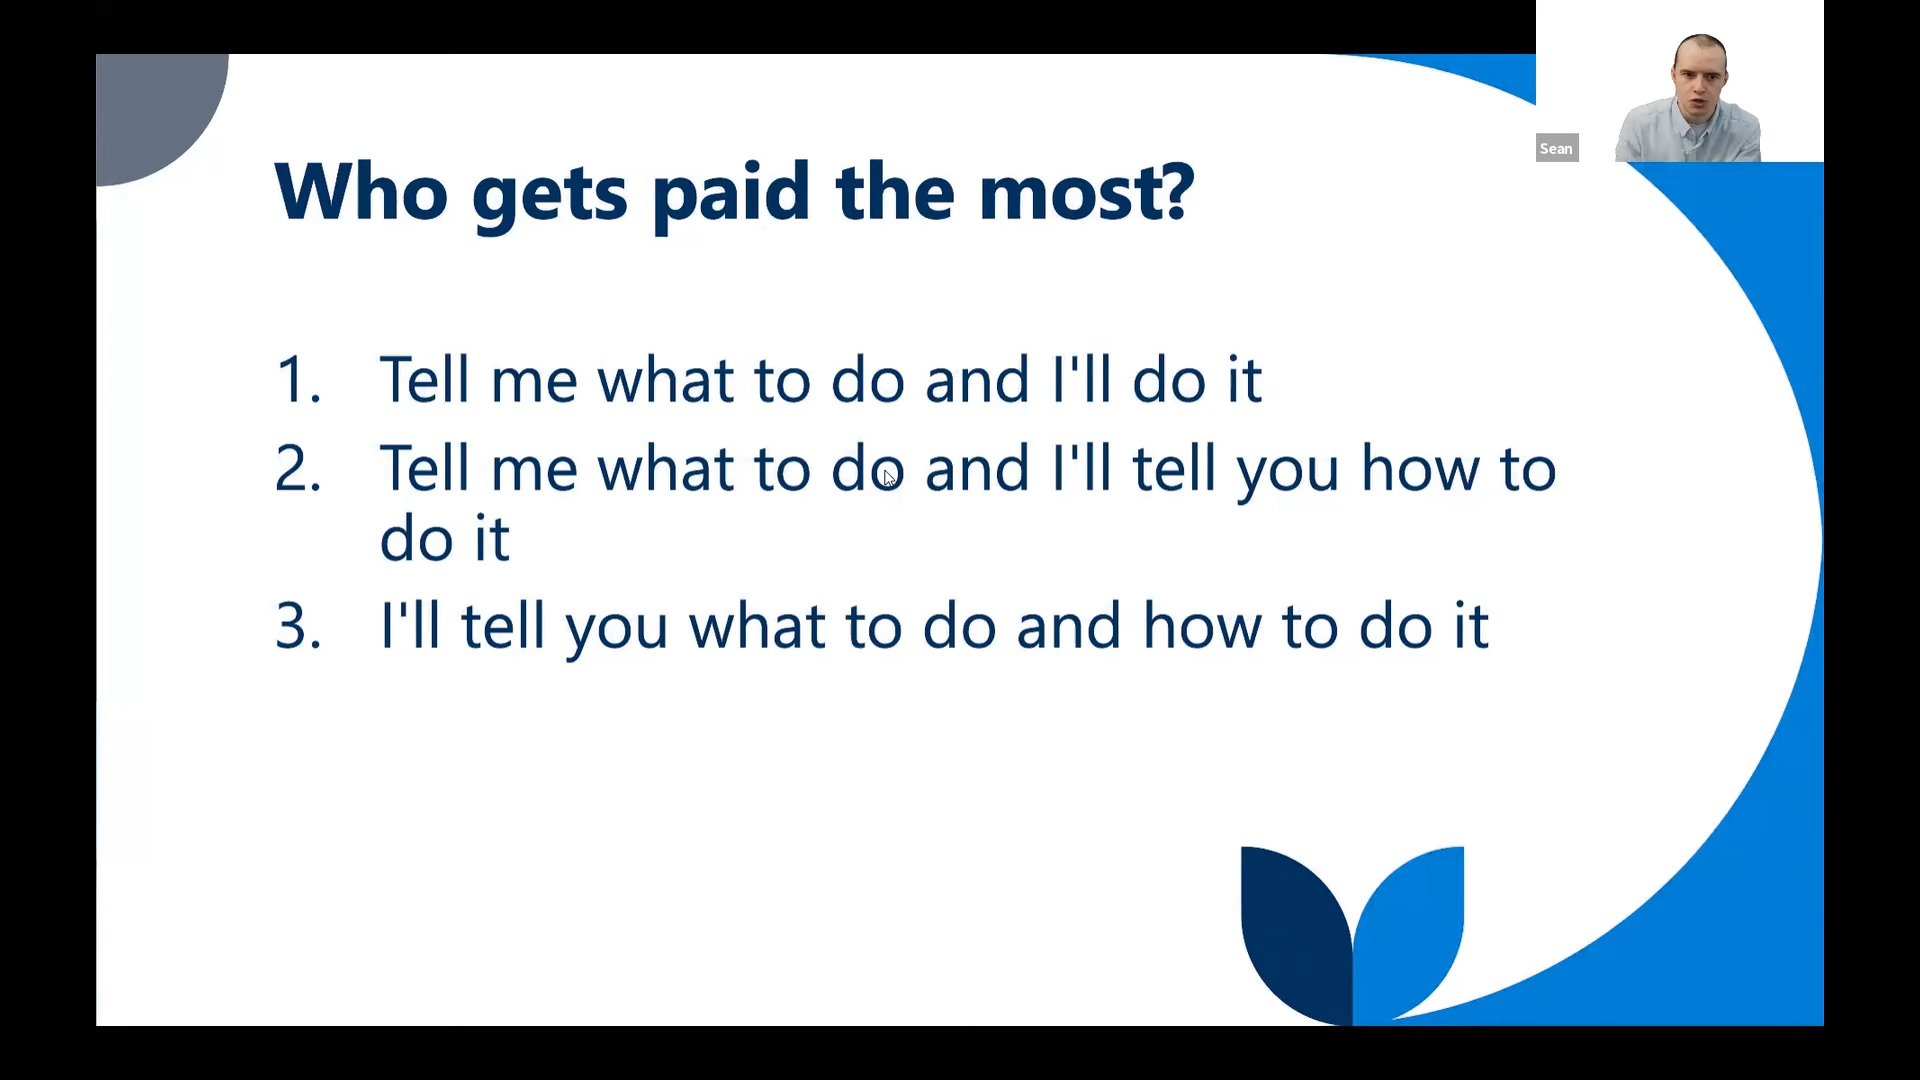 Sean
Who gets paid the most?
1. Tell me what to do and I'll do it
2. Tell me what to do and I'll tell you how to
do it
3. I'll tell you what to do and how to do it